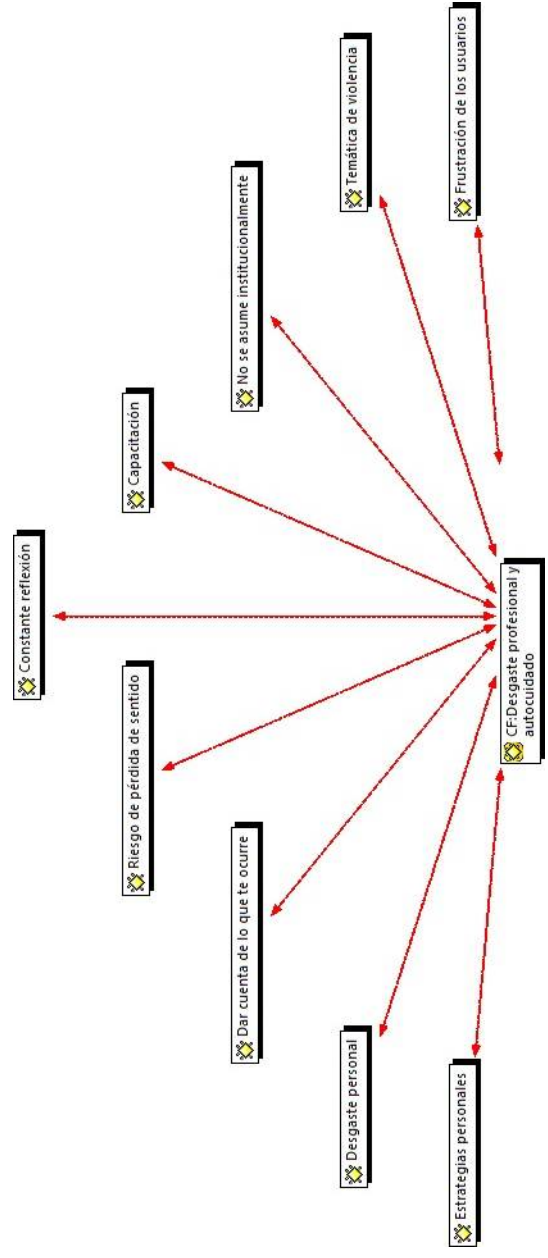 Constante reflexión
Riesgo de pérdida de sentido
Capacitación
Dar cuenta de lo que te ocurre
No se asume institucionalmente
Desgaste personal
Temática de violencia
Estrategias personales
Frustración de los usuarios
CF:Desgaste profesional y
autocuidado